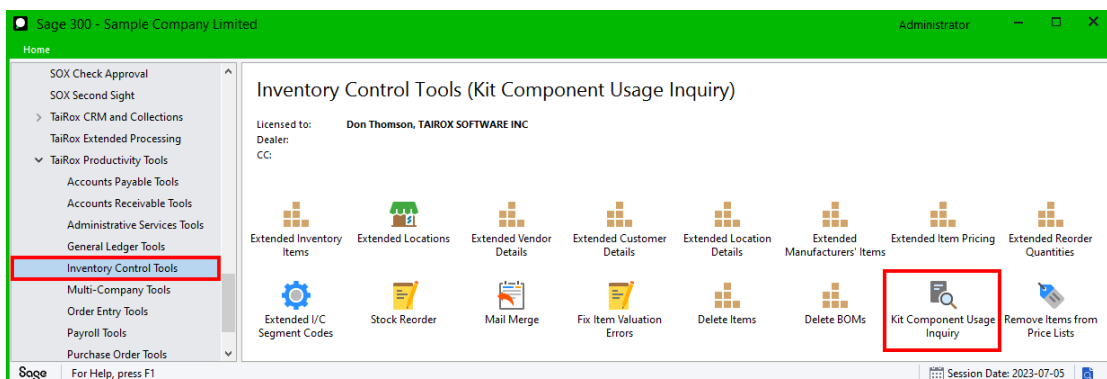 Sage 300 - Sample Company Limited
Administrator
Home
SOX Check Approval
SOX Second Sight
TaiRox CRM and Collections
TaiRox Extended Processing
TaiRox Productivity Tools
Accounts Payable Tools
Accounts Receivable Tools
Administrative Services Tools
General Ledger Tools
Inventory Control Tools
Multi-Company Tools
Order Entry Tools
Payroll Tools
Purchase Order Tools
Inventory Control Tools (Kit Component Usage Inquiry)
Licensed to: Don Thomson, TAIROX SOFTWARE INC
Dealer:
CC:
Extended Inventory
Items
Extended Locations
Extended Vendor
Details
Extended Customer
Details
Extended Location
Details
Extended
Manufacturers' Items
Extended Item Pricing
Extended Reorder
Quantities
Extended I/C
Segment Codes
Stock Reorder
Mail Merge
Fix Item Valuation
Errors
Delete Items
Delete BOMs
Kit Component Usage
Inquiry
Remove Items from
Price Lists
Sage
For Help, press F1
Session Date: 2023-07-05